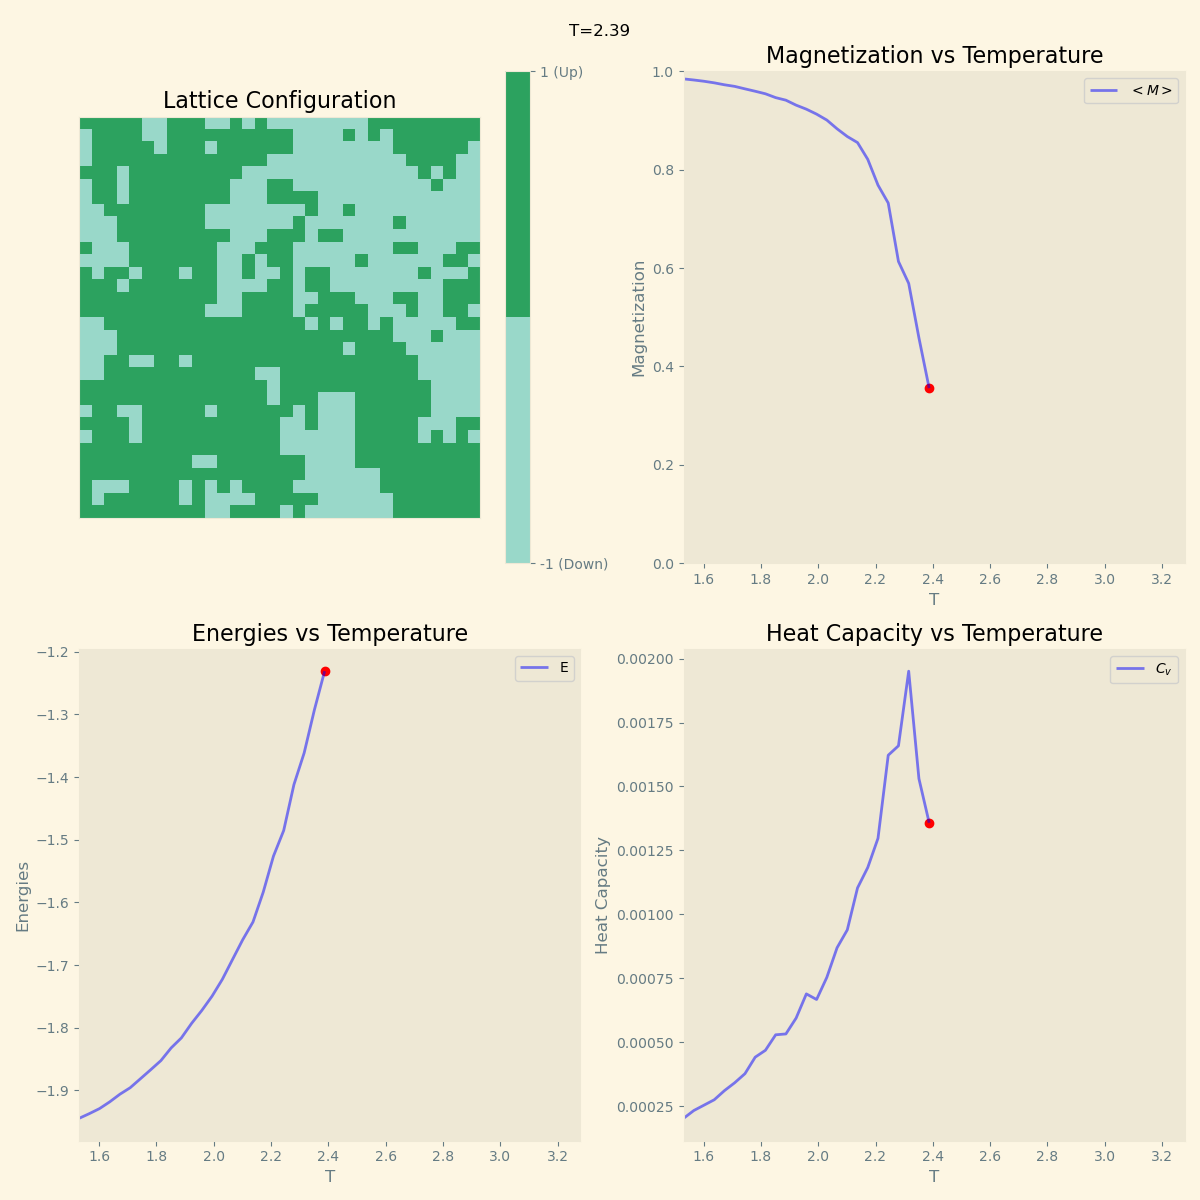 T=2.39
Lattice Configuration
1 (Up)
-1 (Down)
Magnetization vs Temperature
<M>
Magnetization
1.0
0.8
0.6
0.4
0.2
0.0
1.6 1.8 2.0 2.2 2.4 2.6 2.8 3.0 3.2
T
Energies vs Temperature
E
Energies
−1.2
−1.3
−1.4
−1.5
−1.6
−1.7
−1.8
−1.9
1.6 1.8 2.0 2.2 2.4 2.6 2.8 3.0 3.2
T
Heat Capacity vs Temperature
Cv
Heat Capacity
0.00200
0.00175
0.00150
0.00125
0.00100
0.00075
0.00050
0.00025
1.6 1.8 2.0 2.2 2.4 2.6 2.8 3.0 3.2
T